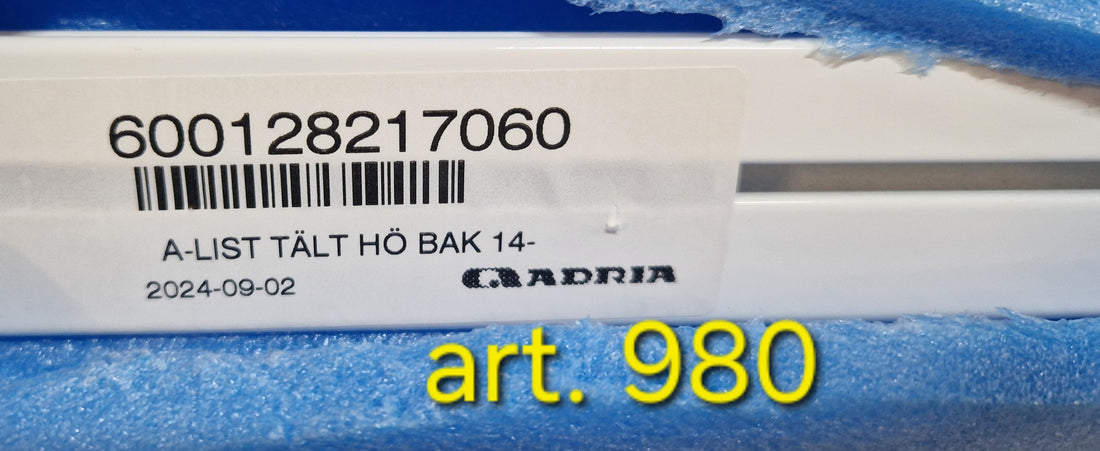 600128217060
A-LIST TÄLT HÖ BAK 14-
2024-09-02 ADRIA
art. 980